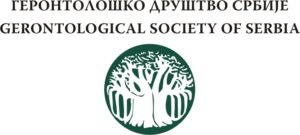 ГЕРОНТОЛОШКО ДРУШТВО СРБИЈЕ
GERONTOLOGICAL SOCIETY OF SERBIA